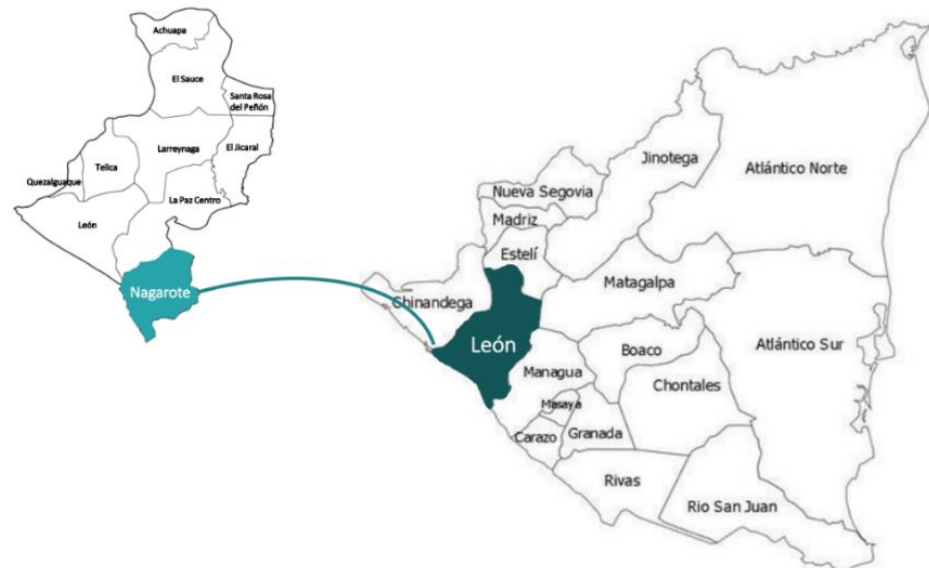 Achuapa
El Sauce
Santa Rosa
del Peñón
Larreynaga
El Jicaral
Telica
Quezalguaque
La Paz Centro
León
Nagarote
Jinotega
Atlántico Norte
Nueva Segovia
Madriz
Estelí
Matagalpa
Chinandega
León
Boaco
Atlántico Sur
Managua
Chontales
Masaya
Carazo
Granada
Rivas
Rio San Juan